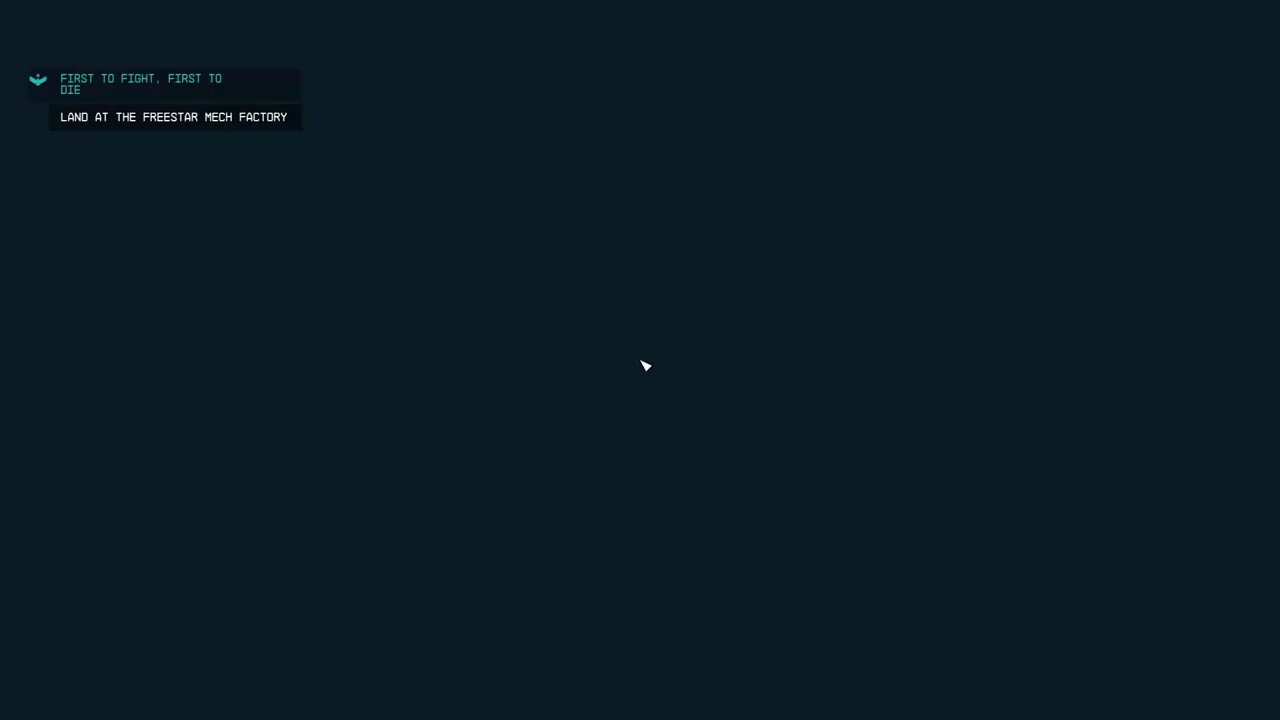 FIRST TO FIGHT, FIRST TO
DIE
LAND AT THE FREESTAR MECH FACTORY